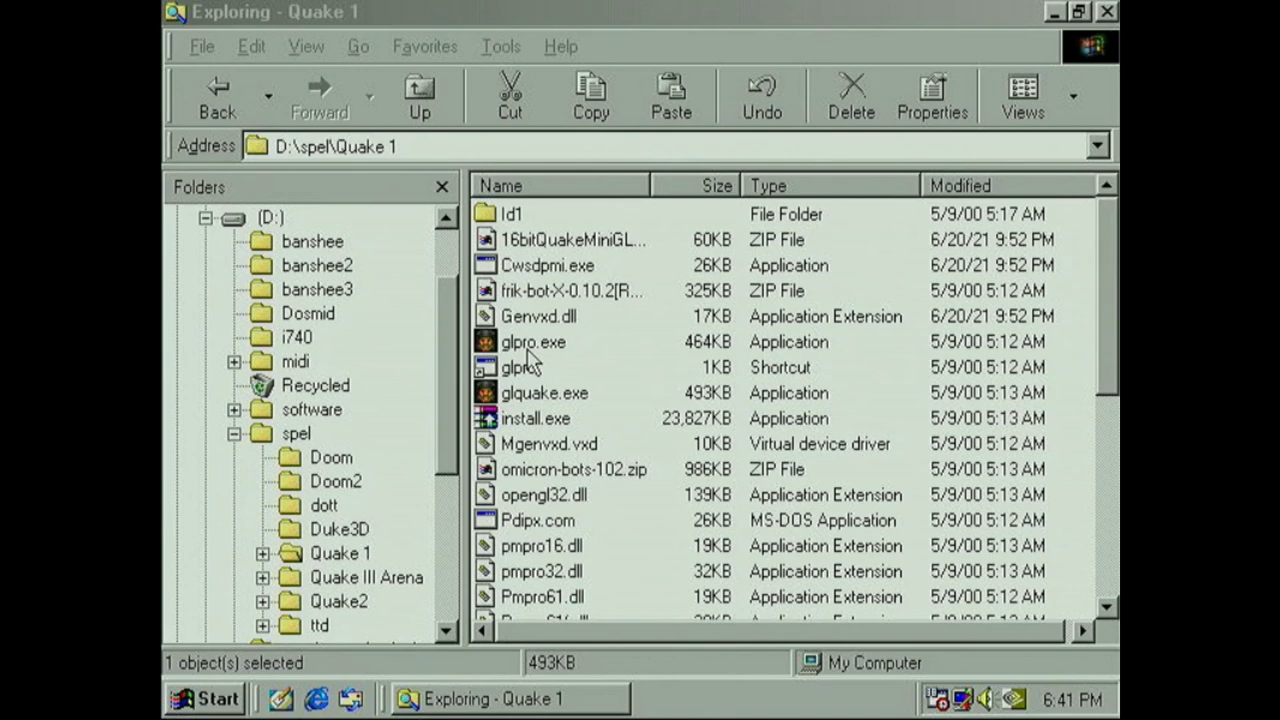 Exploring - Quake 1
File Edit View Go Favorites Tools Help
Back Forward Up Cut Copy Paste Undo Delete Properties Views
Address D:\spel\Quake 1
Folders
(D:)
banshee
banshee2
banshee3
Dosmid
i740
midi
Recycled
software
spel
Doom
Doom2
dott
Duke3D
Quake 1
Quake III Arena
Quake2
ttd
Name Size Type Modified
Id1 File Folder 5/9/00 5:17 AM
16bitQuakeMiniGL... 60KB ZIP File 6/20/21 9:52 PM
Cwsdpmi.exe 26KB Application 6/20/21 9:52 PM
frik-bot-X-0.10.2[R... 325KB ZIP File 5/9/00 5:12 AM
Genvxd.dll 17KB Application Extension 6/20/21 9:52 PM
glpro.exe 464KB Application 5/9/00 5:12 AM
1KB Shortcut 5/9/00 5:12 AM
glquake.exe 493KB Application 5/9/00 5:13 AM
install.exe 23,827KB Application 5/9/00 5:13 AM
Mgenvxd.vxd 10KB Virtual device driver 5/9/00 5:12 AM
omicron-bots-102.zip 986KB ZIP File 5/9/00 5:13 AM
opengl32.dll 139KB Application Extension 5/9/00 5:12 AM
Pdipx.com 26KB MS-DOS Application 5/9/00 5:12 AM
pmpro16.dll 19KB Application Extension 5/9/00 5:13 AM
pmpro32.dll 32KB Application Extension 5/9/00 5:13 AM
Pmpro61.dll 19KB Application Extension 5/9/00 5:12 AM
1 object(s) selected 493KB My Computer
Start Exploring - Quake 1 6:41 PM